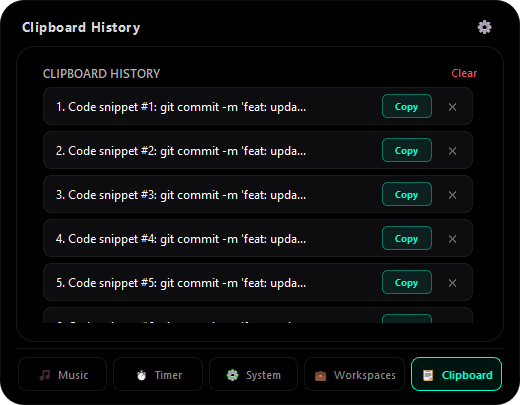 Clipboard History
CLIPBOARD HISTORY Clear
1. Code snippet #1: git commit -m 'feat: upda... Copy ×
2. Code snippet #2: git commit -m 'feat: upda... Copy ×
3. Code snippet #3: git commit -m 'feat: upda... Copy ×
4. Code snippet #4: git commit -m 'feat: upda... Copy ×
5. Code snippet #5: git commit -m 'feat: upda... Copy ×
Music Timer System Workspaces Clipboard